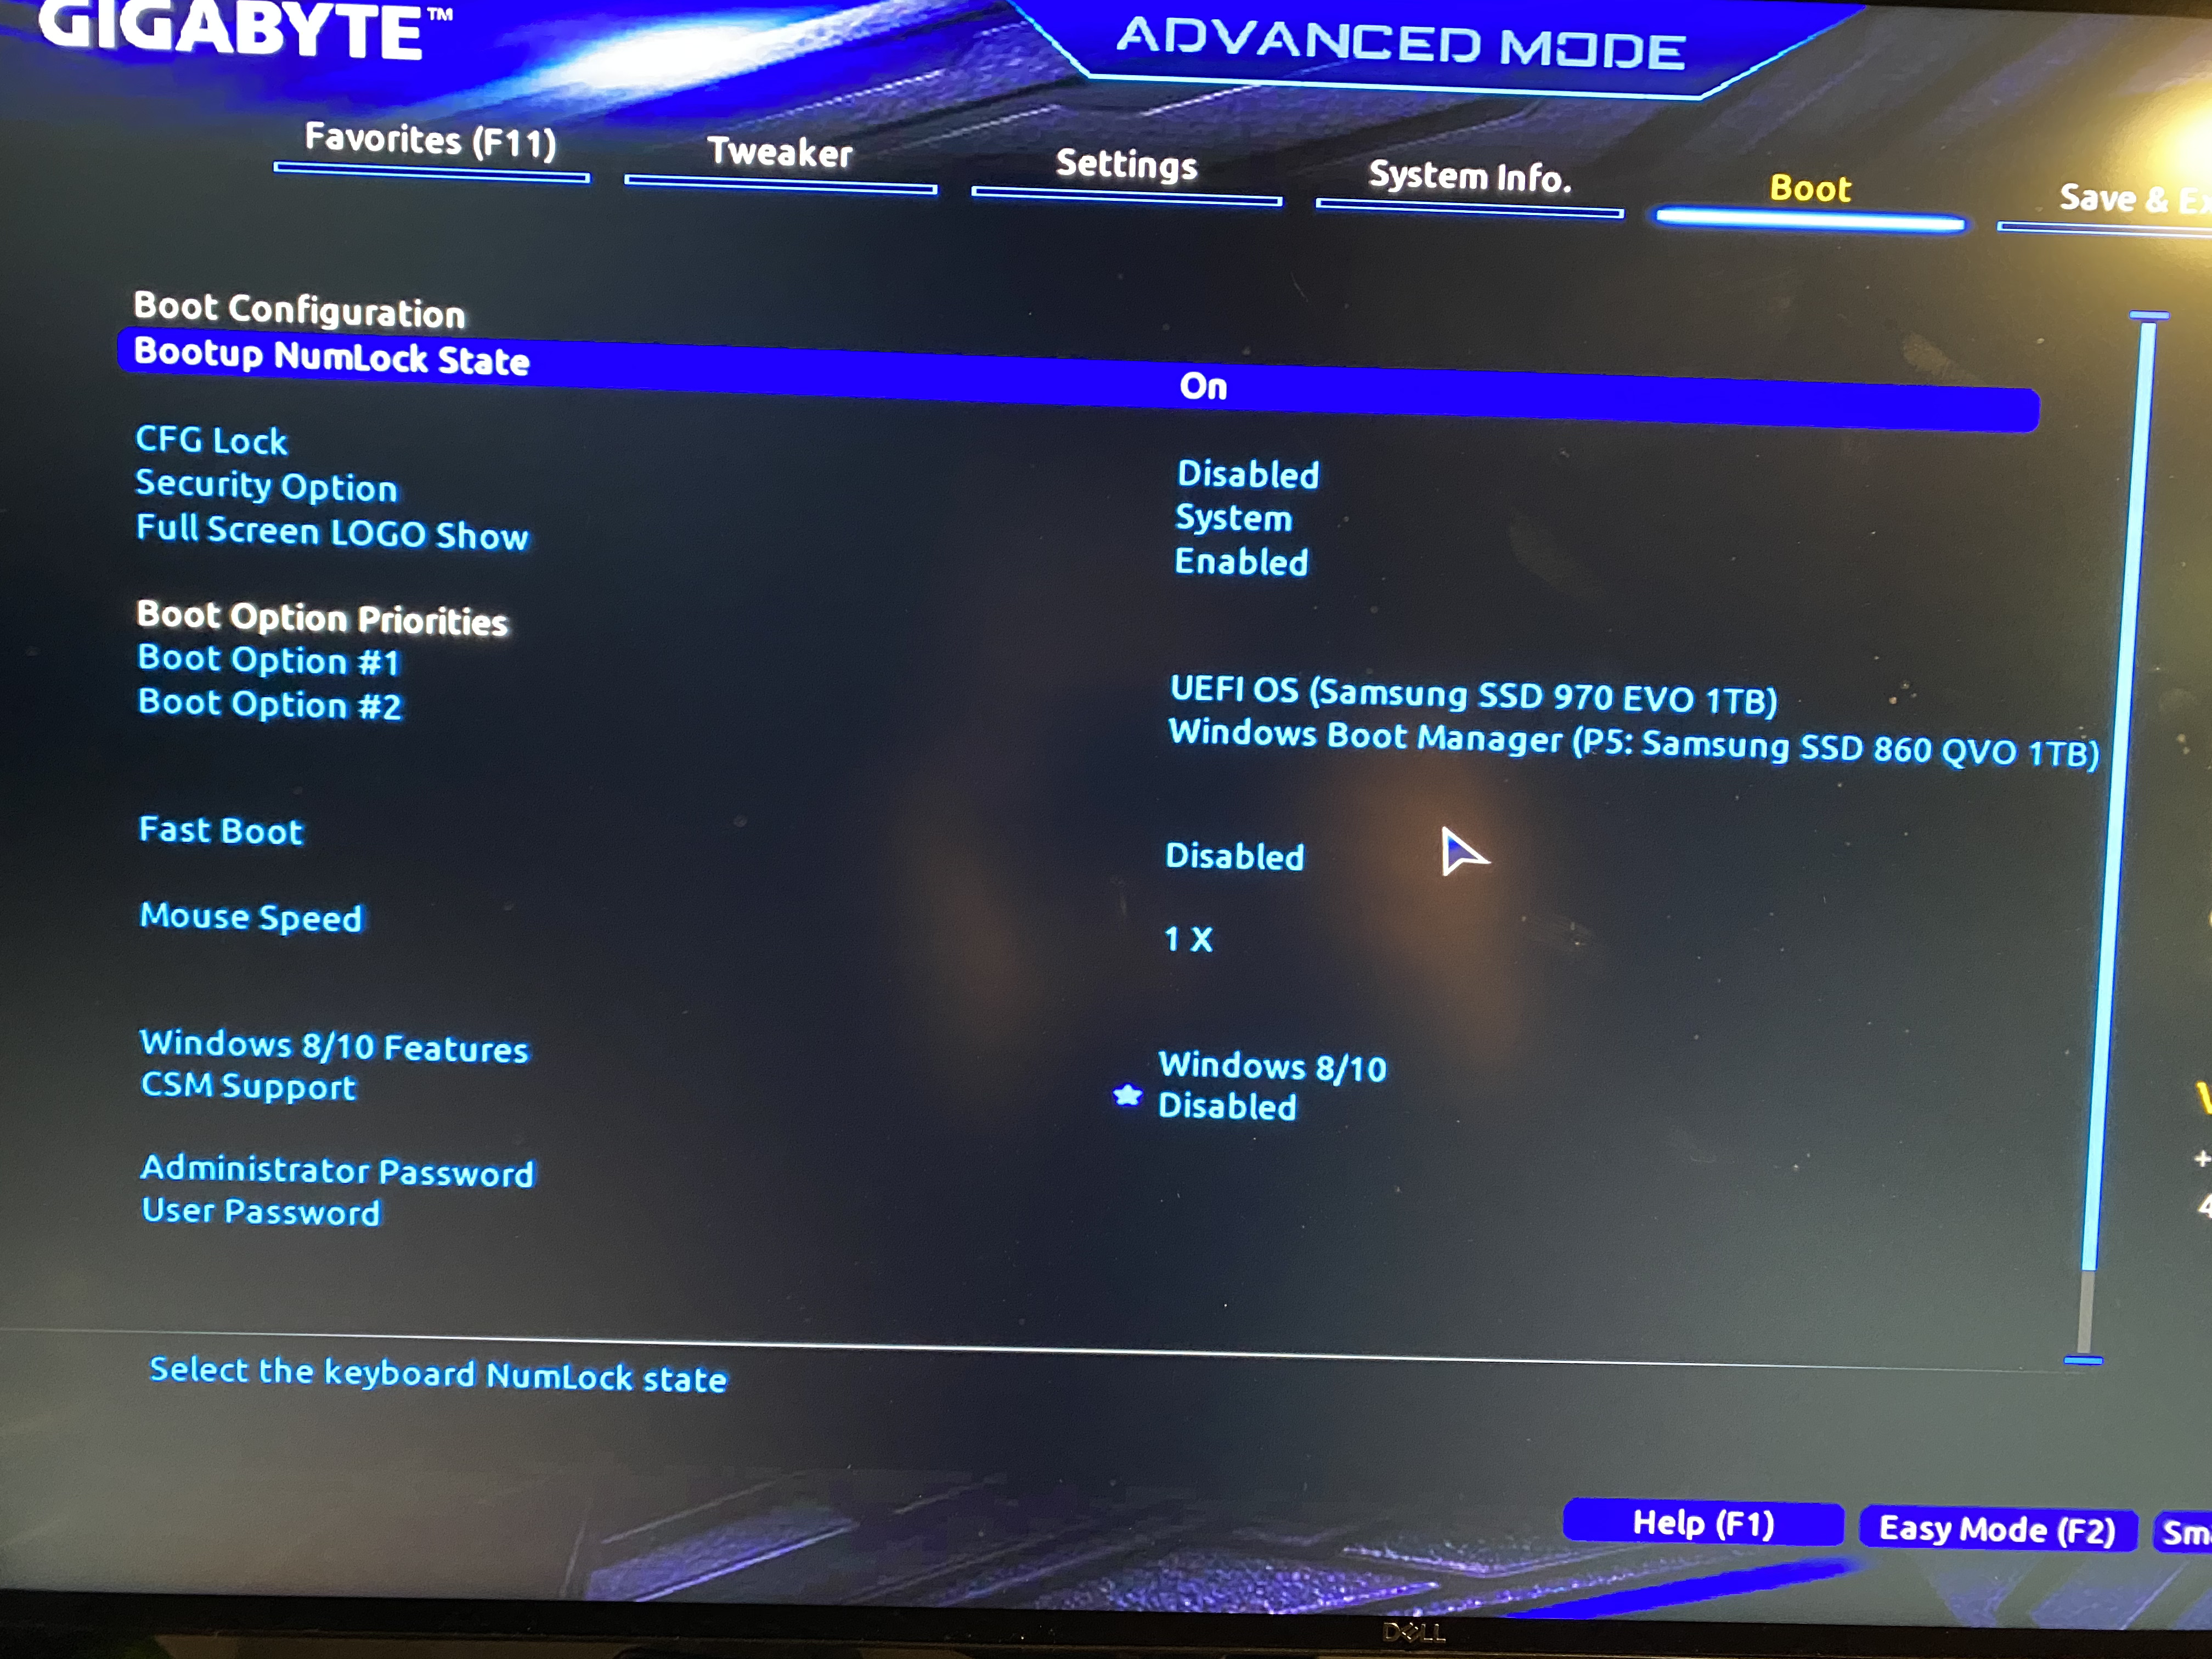 GIGABYTE™
ADVANCED MODE
Favorites (F11) Tweaker Settings System Info. Boot Save & Ex
Boot Configuration
Bootup NumLock State On
CFG Lock Disabled
Security Option System
Full Screen LOGO Show Enabled
Boot Option Priorities
Boot Option #1 UEFI OS (Samsung SSD 970 EVO 1TB)
Boot Option #2 Windows Boot Manager (P5: Samsung SSD 860 QVO 1TB)
Fast Boot Disabled
Mouse Speed 1 X
Windows 8/10 Features Windows 8/10
CSM Support Disabled
Administrator Password
User Password
Select the keyboard NumLock state
Help (F1) Easy Mode (F2) Sm
DELL